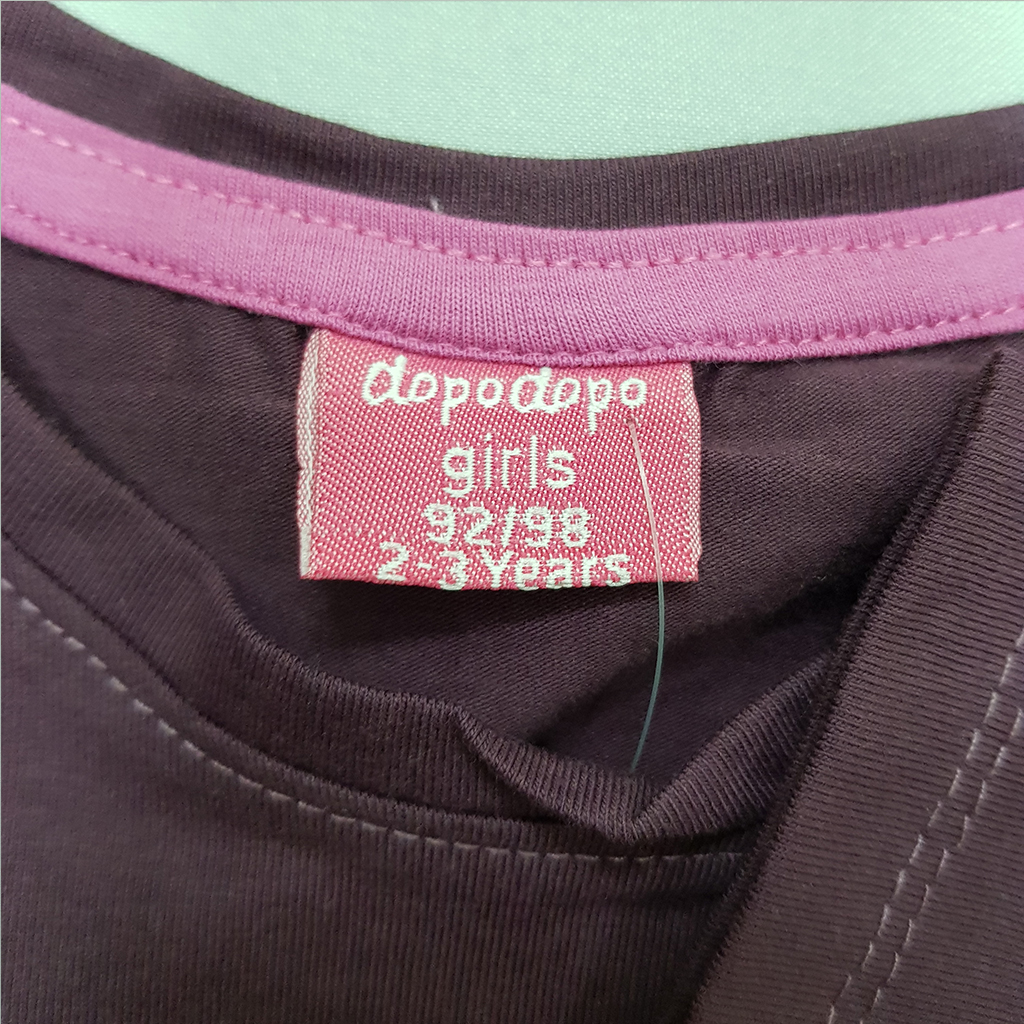 dopodopo
girls
92/98
2-3 Years